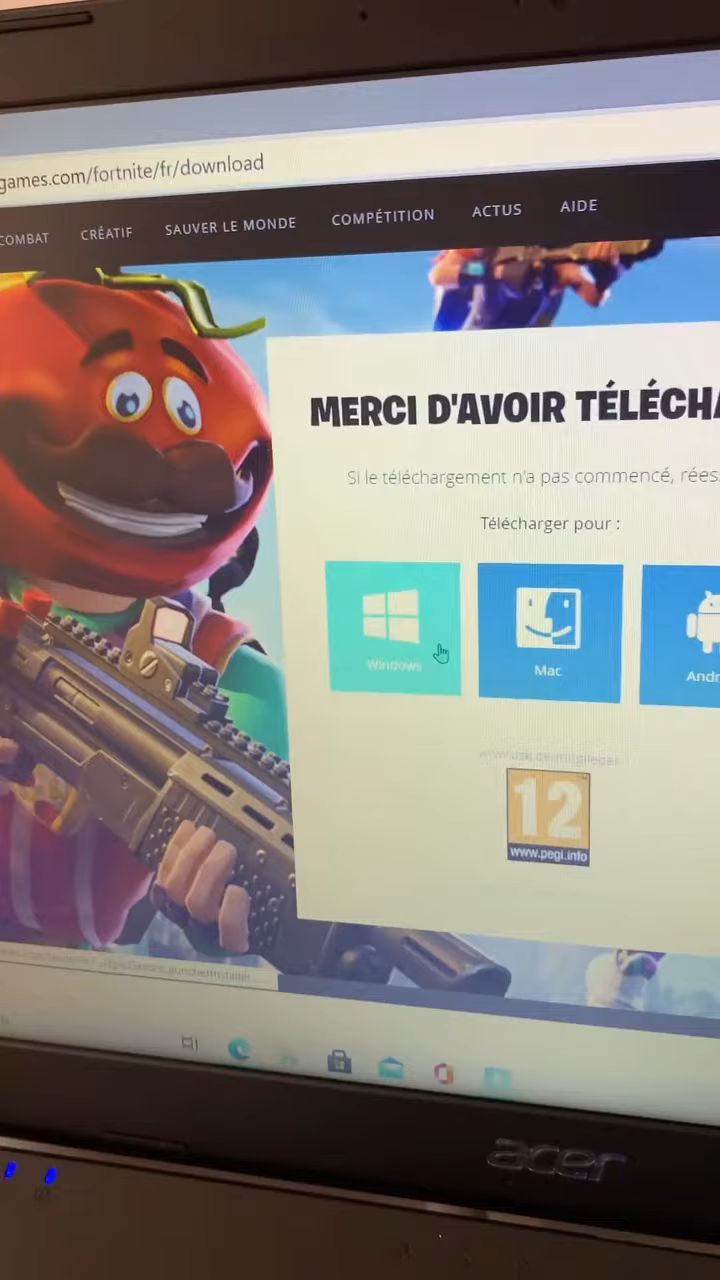 games.com/fortnite/fr/download
COMBAT CRÉATIF SAUVER LE MONDE COMPÉTITION ACTUS AIDE
MERCI D'AVOIR TÉLÉCHA
Si le téléchargement n'a pas commencé, rées
Télécharger pour :
Windows Mac Andr
12
www.pegi.info
acer